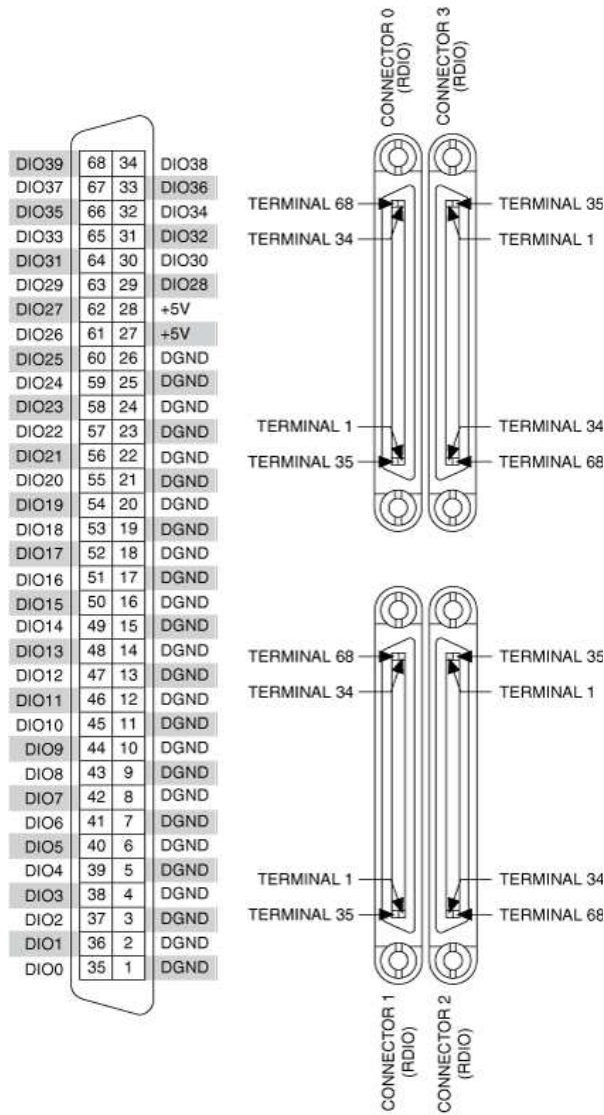 CONNECTOR 0
(RDIO)
CONNECTOR 3
(RDIO)
DIO39 68 34 DIO38
DIO37 67 33 DIO36
DIO35 66 32 DIO34
DIO33 65 31 DIO32
DIO31 64 30 DIO30
DIO29 63 29 DIO28
DIO27 62 28 +5V
DIO26 61 27 +5V
DIO25 60 26 DGND
DIO24 59 25 DGND
DIO23 58 24 DGND
DIO22 57 23 DGND
DIO21 56 22 DGND
DIO20 55 21 DGND
DIO19 54 20 DGND
DIO18 53 19 DGND
DIO17 52 18 DGND
DIO16 51 17 DGND
DIO15 50 16 DGND
DIO14 49 15 DGND
DIO13 48 14 DGND
DIO12 47 13 DGND
DIO11 46 12 DGND
DIO10 45 11 DGND
DIO9 44 10 DGND
DIO8 43 9 DGND
DIO7 42 8 DGND
DIO6 41 7 DGND
DIO5 40 6 DGND
DIO4 39 5 DGND
DIO3 38 4 DGND
DIO2 37 3 DGND
DIO1 36 2 DGND
DIO0 35 1 DGND
TERMINAL 68
TERMINAL 35
TERMINAL 34
TERMINAL 1
TERMINAL 1
TERMINAL 34
TERMINAL 35
TERMINAL 68
TERMINAL 68
TERMINAL 35
TERMINAL 34
TERMINAL 1
TERMINAL 1
TERMINAL 34
TERMINAL 35
TERMINAL 68
CONNECTOR 1
(RDIO)
CONNECTOR 2
(RDIO)